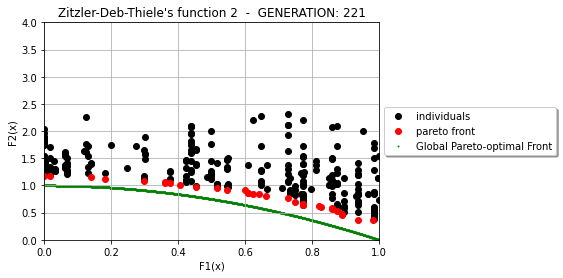 Zitzler-Deb-Thiele's function 2 - GENERATION: 221
4.0
3.5
3.0
2.5
2.0
1.5
1.0
0.5
0.0
F2(x)
0.0 0.2 0.4 0.6 0.8 1.0
F1(x)
individuals
pareto front
Global Pareto-optimal Front